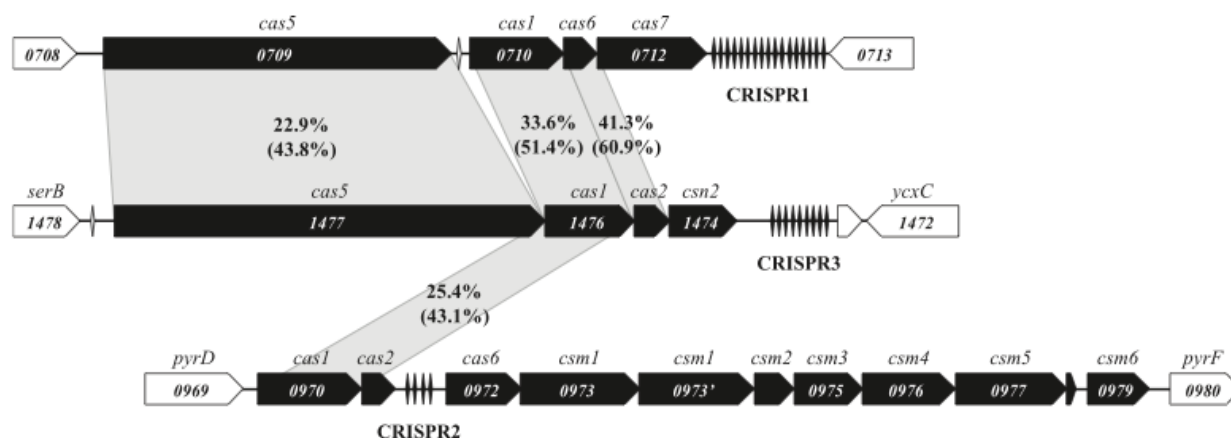 cas5 cas1 cas6 cas7
0708 0709 0710 0712 0713
CRISPR1
22.9% 33.6% 41.3%
(43.8%) (51.4%) (60.9%)
serB cas5 cas1 cas2 csn2 ycxC
1478 1477 1476 1474 1472
CRISPR3
25.4%
(43.1%)
pyrD cas1 cas2 cas6 csm1 csm1 csm2 csm3 csm4 csm5 csm6 pyrF
0969 0970 0972 0973 0973' 0975 0976 0977 0979 0980
CRISPR2